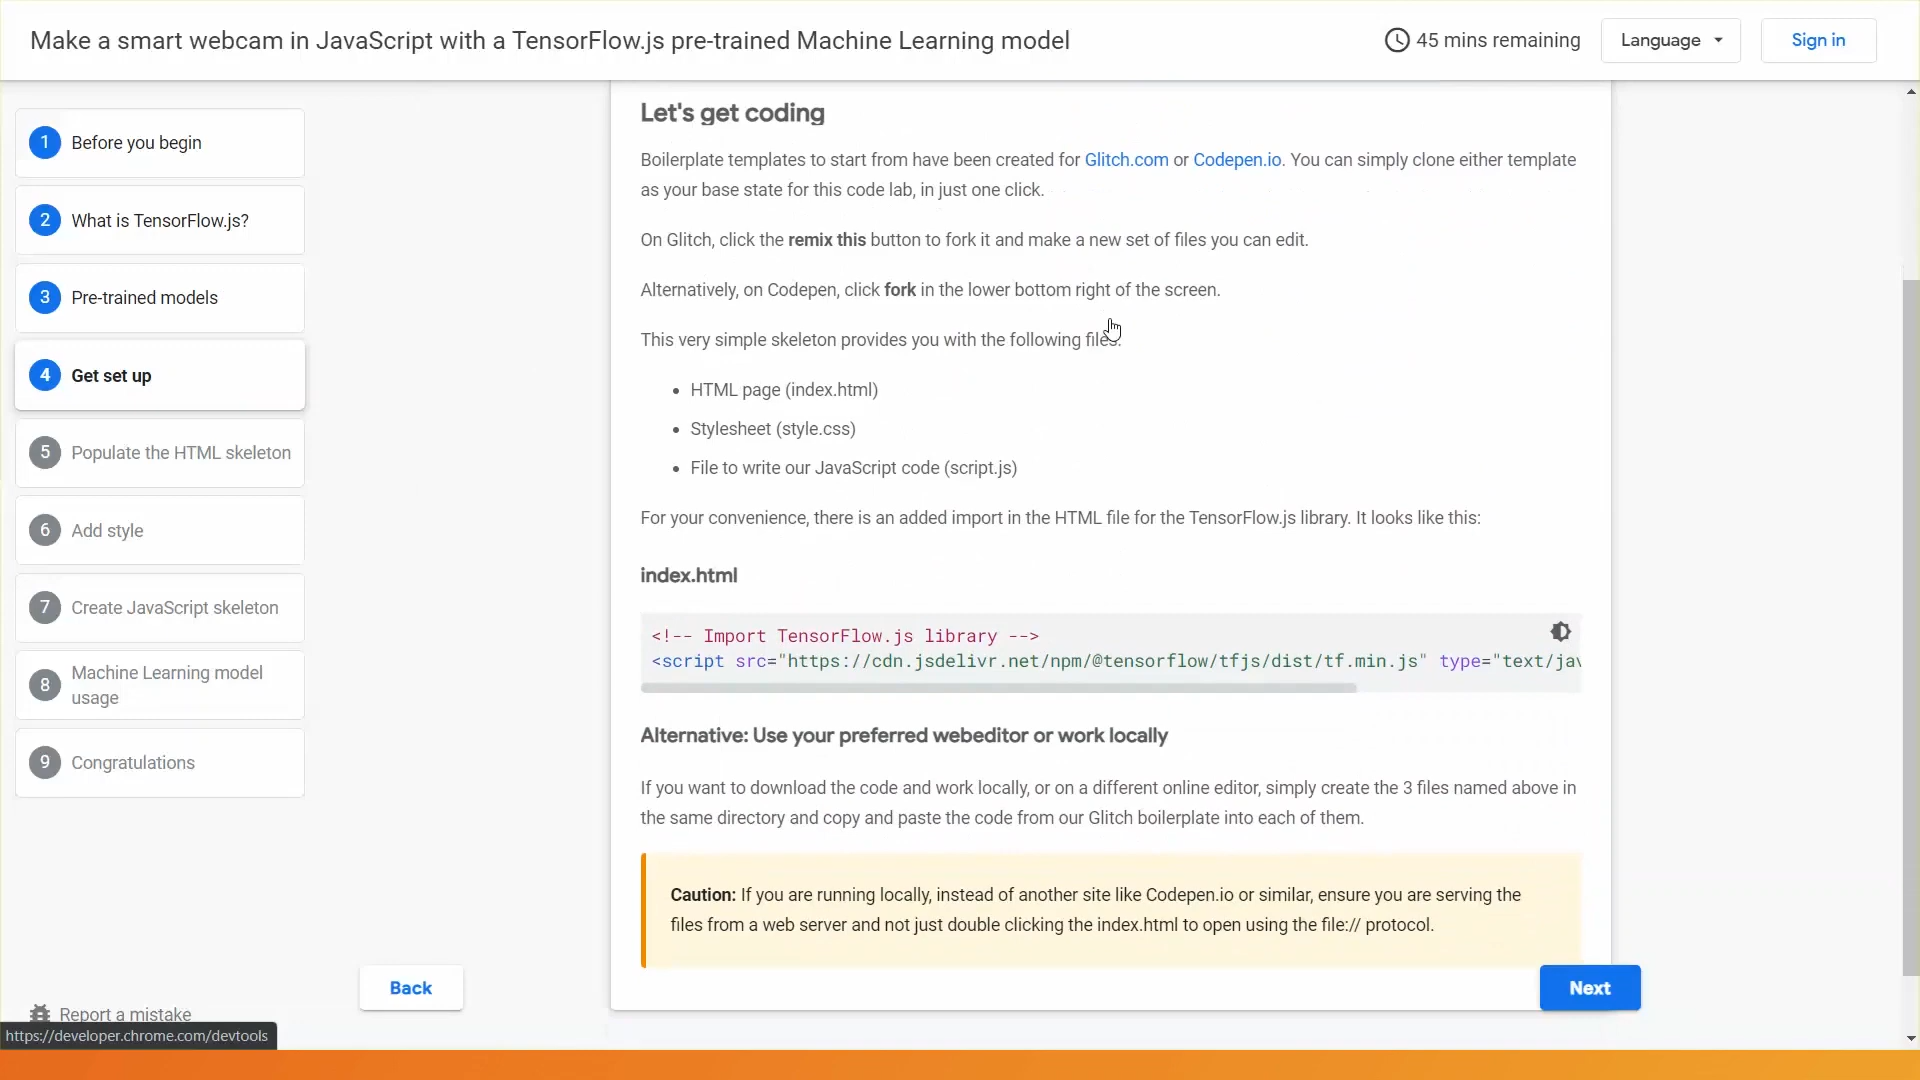 Make a smart webcam in JavaScript with a TensorFlow.js pre-trained Machine Learning model
45 mins remaining
Language
Sign in
1 Before you begin
2 What is TensorFlow.js?
3 Pre-trained models
4 Get set up
5 Populate the HTML skeleton
6 Add style
7 Create JavaScript skeleton
8 Machine Learning model
usage
9 Congratulations
Let's get coding
Boilerplate templates to start from have been created for Glitch.com or Codepen.io. You can simply clone either template
as your base state for this code lab, in just one click.
On Glitch, click the remix this button to fork it and make a new set of files you can edit.
Alternatively, on Codepen, click fork in the lower bottom right of the screen.
This very simple skeleton provides you with the following files:
• HTML page (index.html)
• Stylesheet (style.css)
• File to write our JavaScript code (script.js)
For your convenience, there is an added import in the HTML file for the TensorFlow.js library. It looks like this:
index.html
<!-- Import TensorFlow.js library -->
<script src="https://cdn.jsdelivr.net/npm/@tensorflow/tfjs/dist/tf.min.js" type="text/jav
Alternative: Use your preferred webeditor or work locally
If you want to download the code and work locally, or on a different online editor, simply create the 3 files named above in
the same directory and copy and paste the code from our Glitch boilerplate into each of them.
Caution: If you are running locally, instead of another site like Codepen.io or similar, ensure you are serving the
files from a web server and not just double clicking the index.html to open using the file:// protocol.
Back
Next
Report a mistake
https://developer.chrome.com/devtools